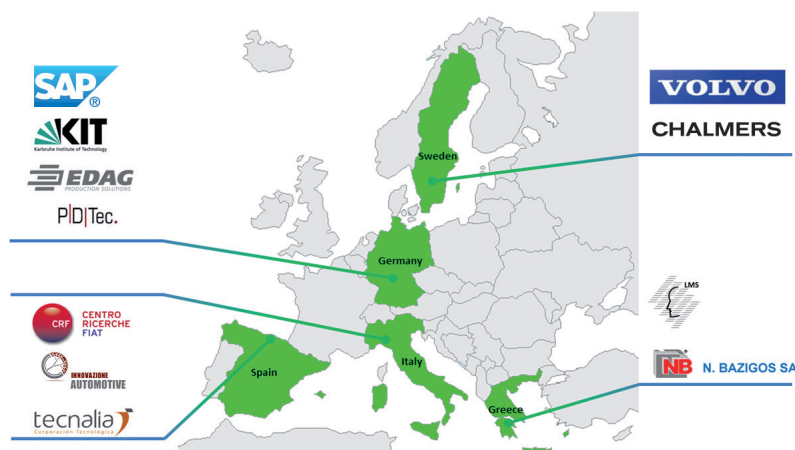 SAP®
KIT
Karlsruhe Institute of Technology
EDAG
PRODUCTION SOLUTIONS
P|D|Tec.
CRF
CENTRO
RICERCHE
FIAT
INNOVAZIONE
AUTOMOTIVE
tecnalia
Corporación Tecnológica
Sweden
Germany
Italy
Spain
Greece
VOLVO
CHALMERS
LMS
NB N. BAZIGOS SA